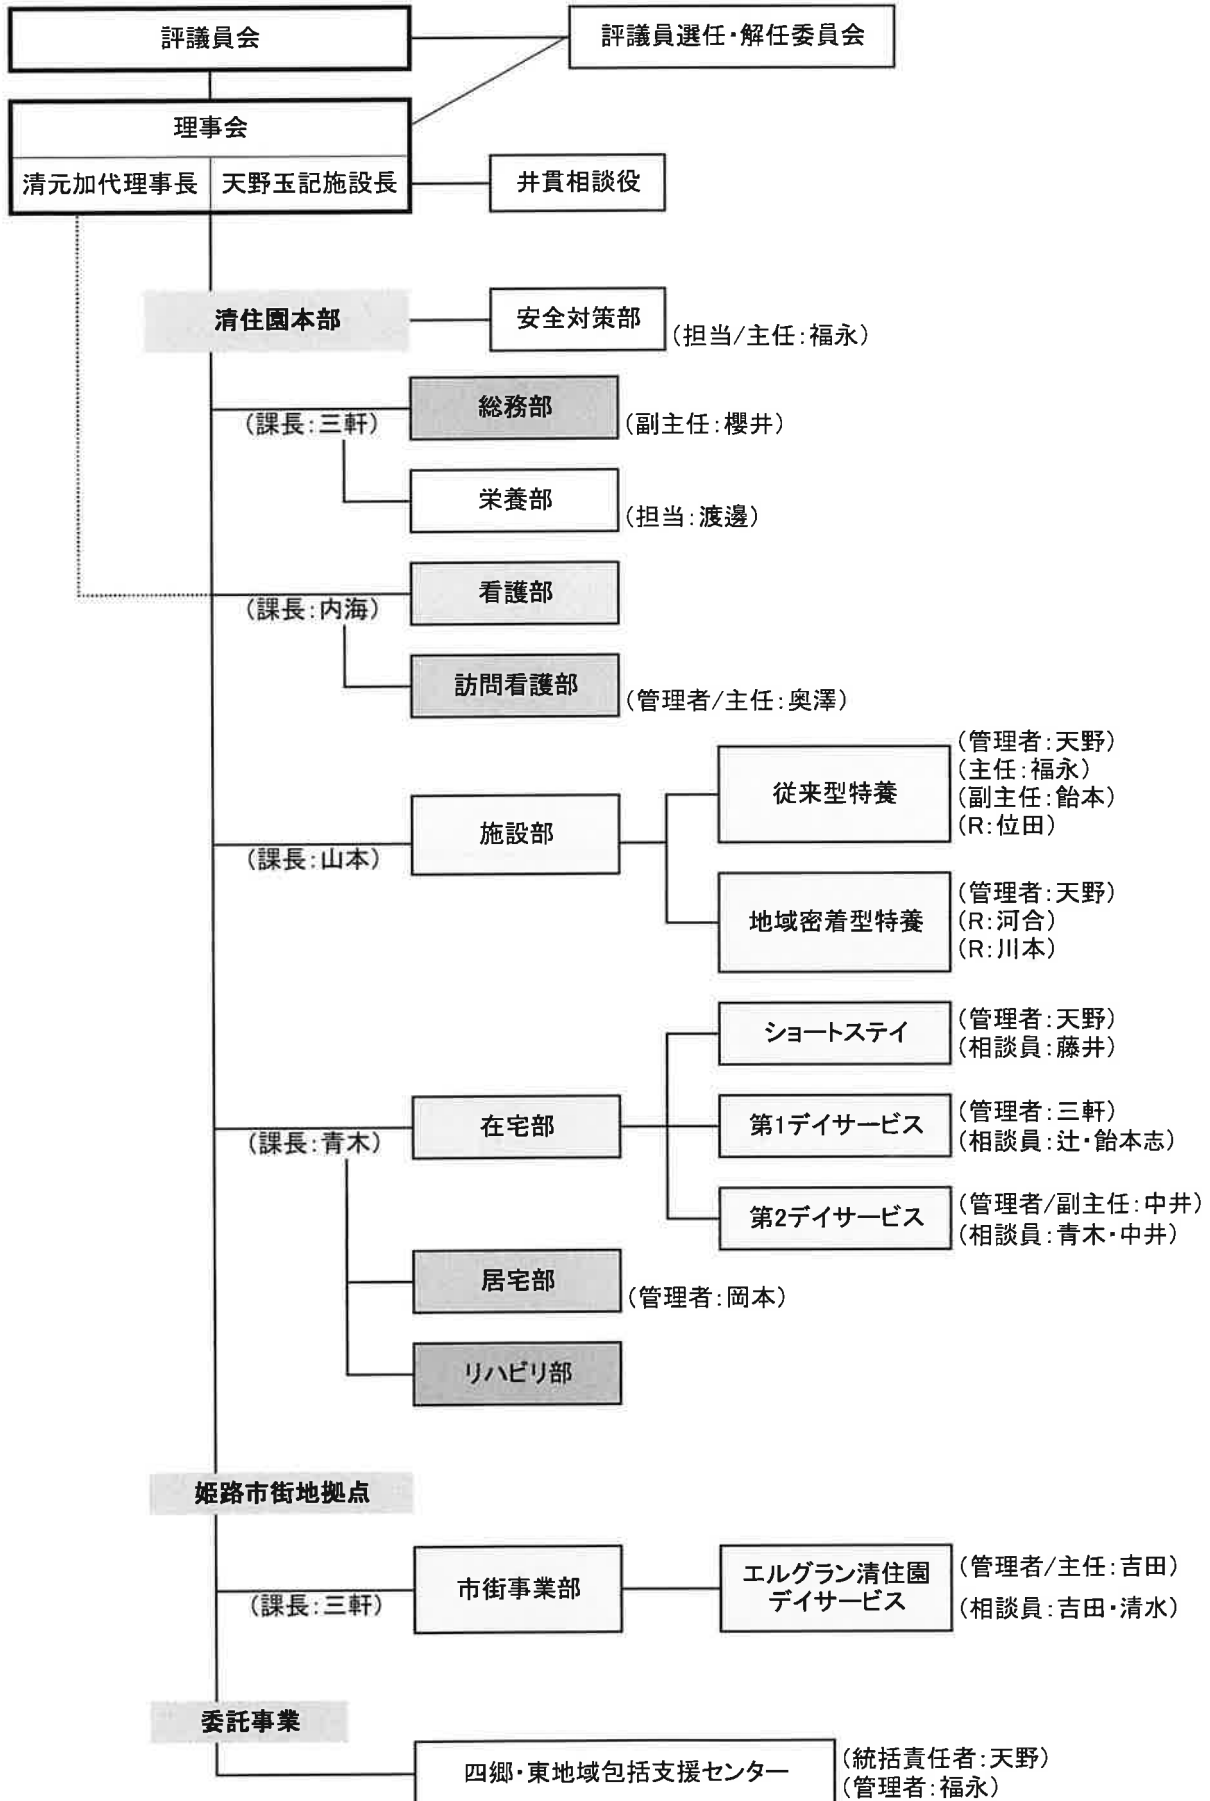 評議員会
評議員選任・解任委員会
理事会
清元加代理事長
天野玉記施設長
井貫相談役
清住園本部
安全対策部
(担当/主任:福永)
(課長:三軒)
総務部
(副主任:櫻井)
栄養部
(担当:渡邊)
(課長:内海)
看護部
訪問看護部
(管理者/主任:奥澤)
(課長:山本)
施設部
従来型特養
(管理者:天野)
(主任:福永)
(副主任:飴本)
(R:位田)
地域密着型特養
(管理者:天野)
(R:河合)
(R:川本)
(課長:青木)
在宅部
ショートステイ
(管理者:天野)
(相談員:藤井)
第1デイサービス
(管理者:三軒)
(相談員:辻・飴本志)
第2デイサービス
(管理者/副主任:中井)
(相談員:青木・中井)
居宅部
(管理者:岡本)
リハビリ部
姫路市街地拠点
(課長:三軒)
市街事業部
エルグラン清住園
デイサービス
(管理者/主任:吉田)
(相談員:吉田・清水)
委託事業
四郷・東地域包括支援センター
(統括責任者:天野)
(管理者:福永)